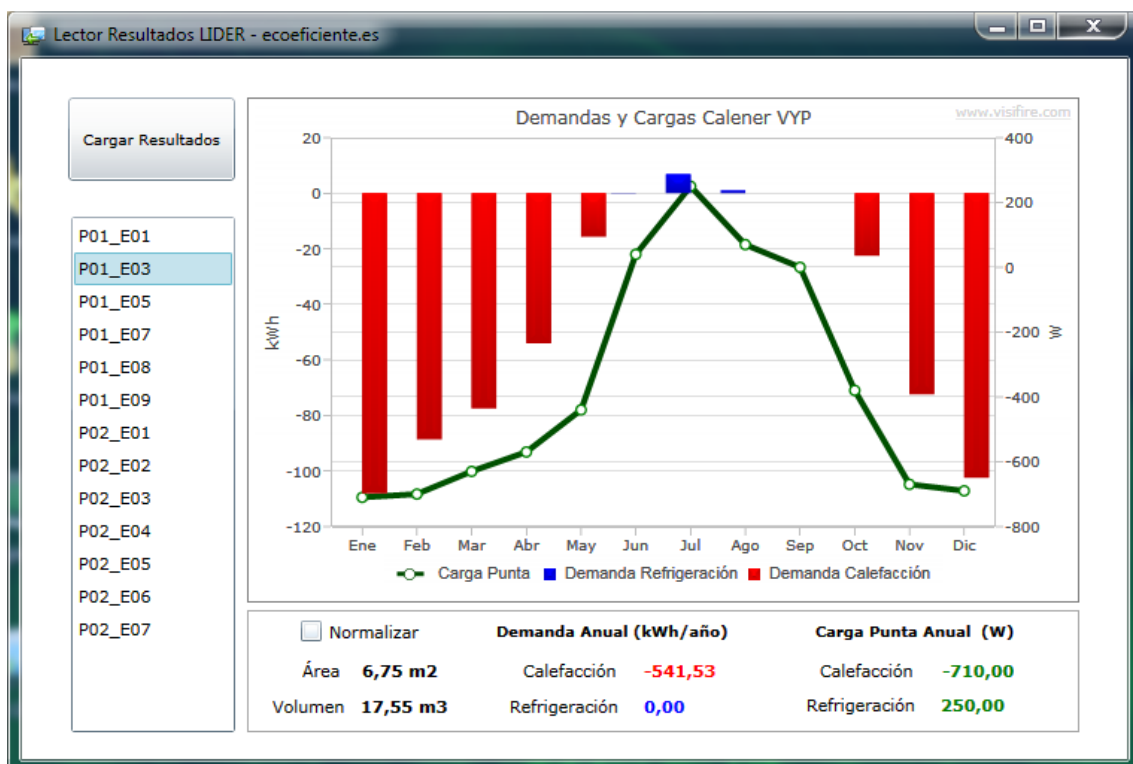 Lector Resultados LIDER - ecoeficiente.es
Cargar Resultados
P01_E01
P01_E03
P01_E05
P01_E07
P01_E08
P01_E09
P02_E01
P02_E02
P02_E03
P02_E04
P02_E05
P02_E06
P02_E07
Demandas y Cargas Calener VYP
www.visifire.com
kWh
20
0
-20
-40
-60
-80
-100
-120
400
200
0
-200
-400
-600
-800
W
Ene Feb Mar Abr May Jun Jul Ago Sep Oct Nov Dic
Carga Punta Demanda Refrigeración Demanda Calefacción
Normalizar Demanda Anual (kWh/año) Carga Punta Anual (W)
Área 6,75 m2 Calefacción -541,53 Calefacción -710,00
Volumen 17,55 m3 Refrigeración 0,00 Refrigeración 250,00